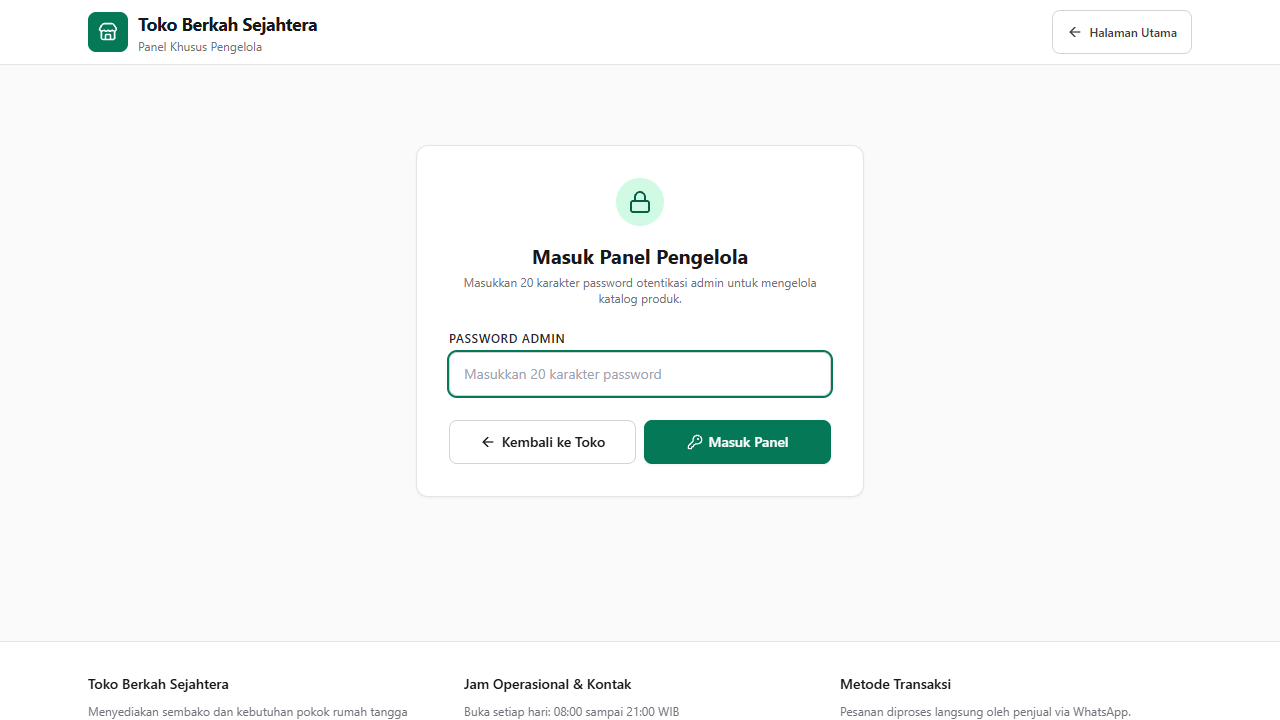 Toko Berkah Sejahtera
Panel Khusus Pengelola
Halaman Utama
Masuk Panel Pengelola
Masukkan 20 karakter password otentikasi admin untuk mengelola
katalog produk.
PASSWORD ADMIN
Masukkan 20 karakter password
Kembali ke Toko
Masuk Panel
Toko Berkah Sejahtera
Menyediakan sembako dan kebutuhan pokok rumah tangga
Jam Operasional & Kontak
Buka setiap hari: 08:00 sampai 21:00 WIB
Metode Transaksi
Pesanan diproses langsung oleh penjual via WhatsApp.